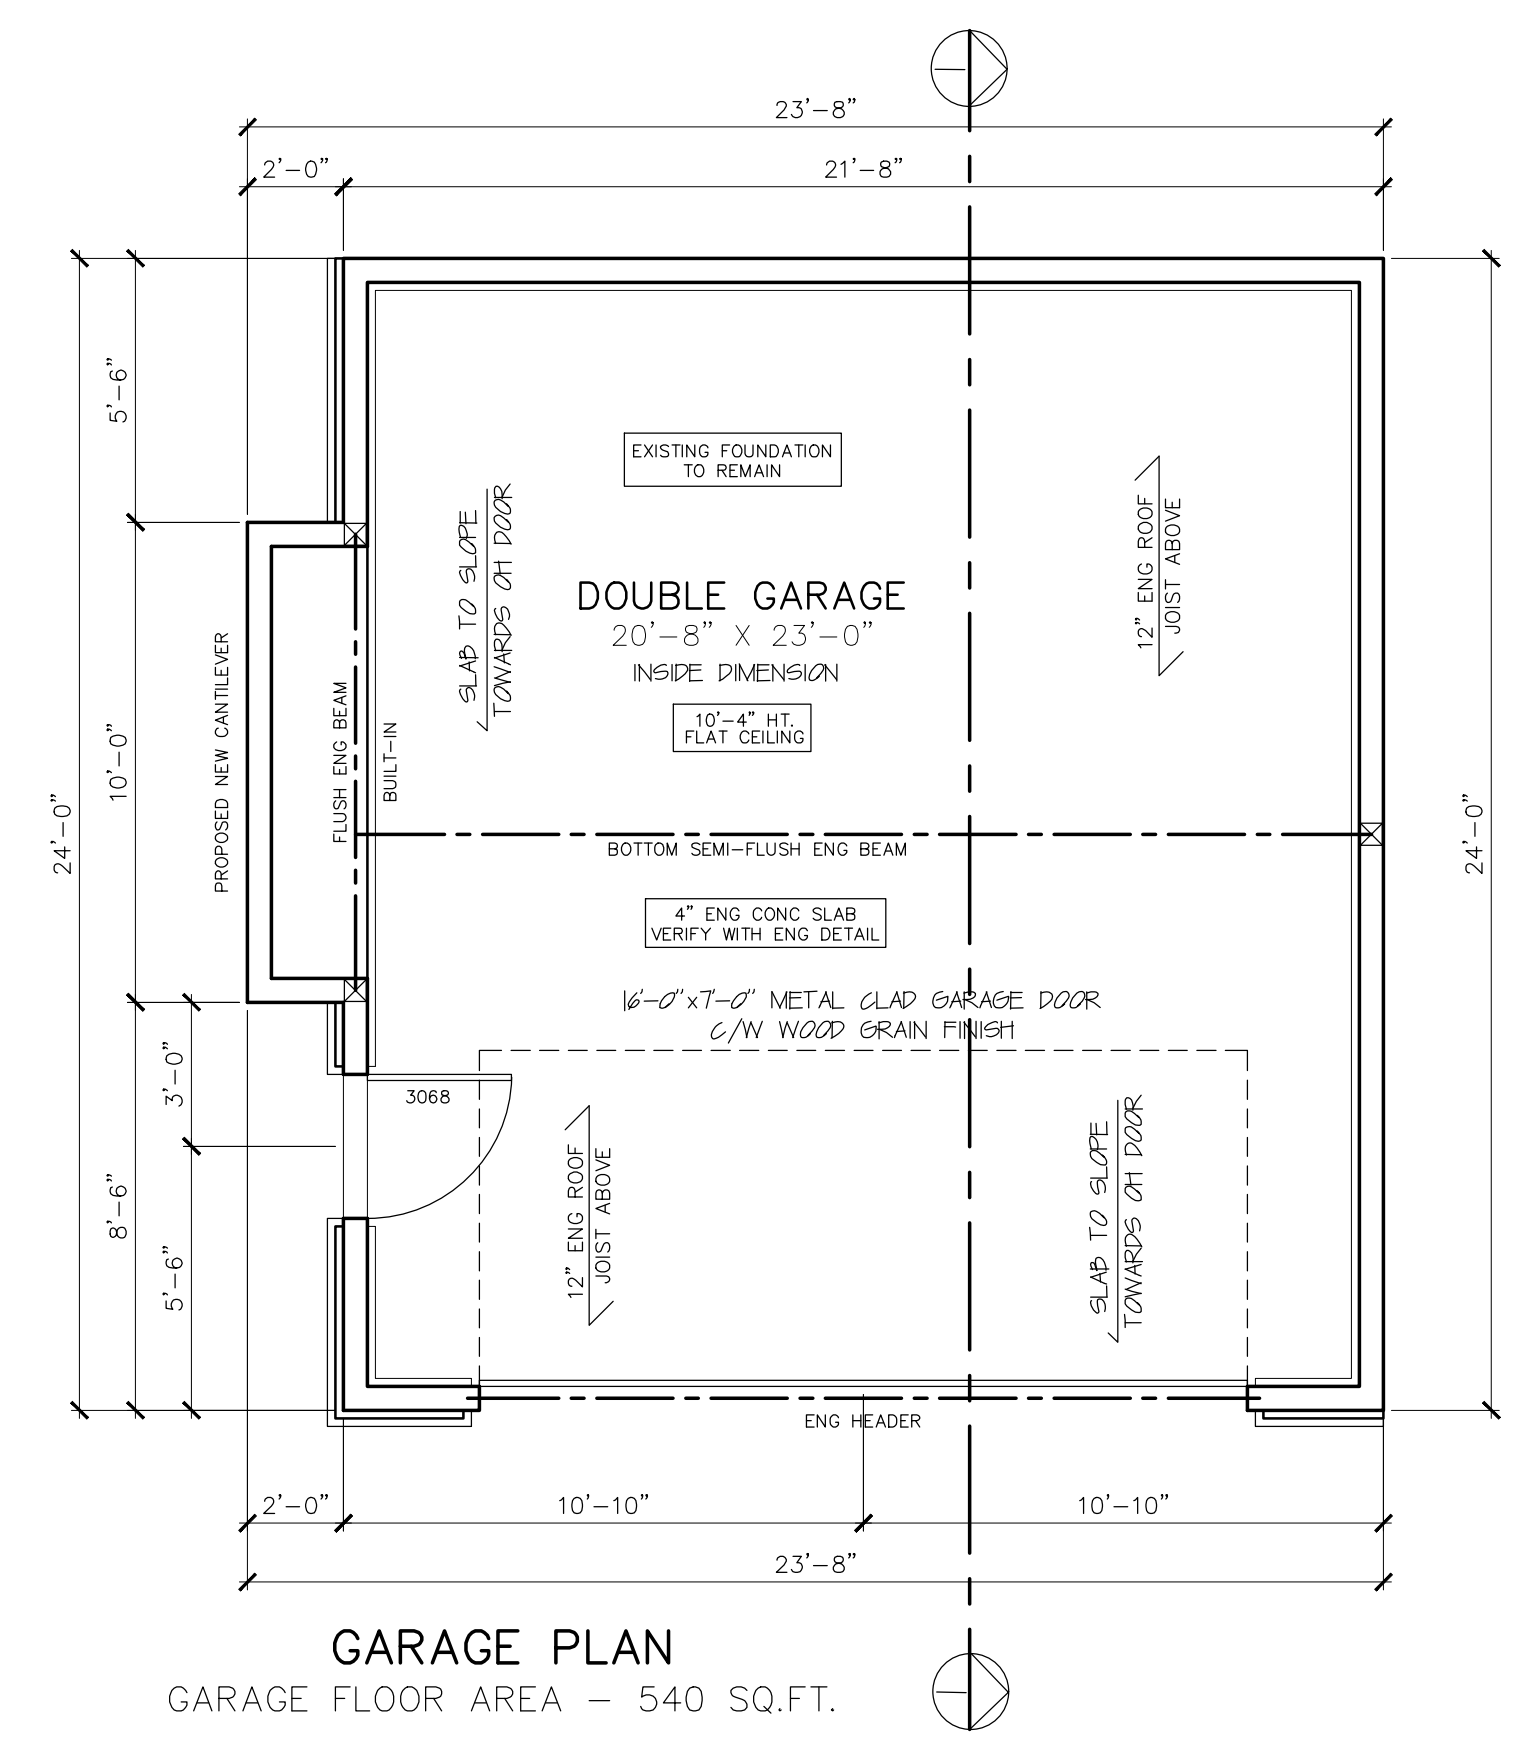 23'-8"
2'-0"
21'-8"
5'-6"
10'-0"
24'-0"
24'-0"
EXISTING FOUNDATION
TO REMAIN
SLAB TO SLOPE
TOWARDS OH DOOR
12" ENG ROOF
JOIST ABOVE
DOUBLE GARAGE
20'-8" X 23'-0"
INSIDE DIMENSION
10'-4" HT.
FLAT CEILING
PROPOSED NEW CANTILEVER
FLUSH ENG BEAM
BUILT-IN
BOTTOM SEMI-FLUSH ENG BEAM
4" ENG CONC SLAB
VERIFY WITH ENG DETAIL
16'-0"x7'-0" METAL CLAD GARAGE DOOR
C/W WOOD GRAIN FINISH
3'-0"
3068
8'-6"
5'-6"
12" ENG ROOF
JOIST ABOVE
SLAB TO SLOPE
TOWARDS OH DOOR
ENG HEADER
2'-0"
10'-10"
10'-10"
23'-8"
GARAGE PLAN
GARAGE FLOOR AREA - 540 SQ.FT.